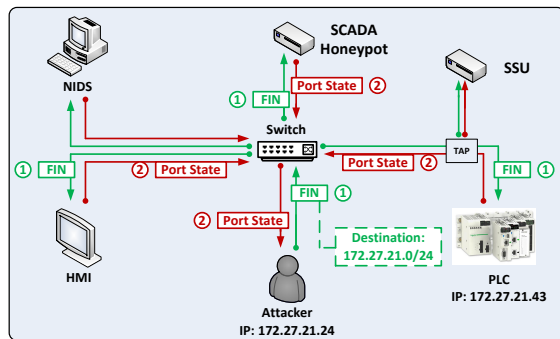 SCADA
Honeypot
SSU
NIDS
① FIN
Port State ②
Switch
TAP
① FIN
② Port State
Port State ②
FIN ①
② Port State
FIN ①
Destination:
172.27.21.0/24
HMI
Attacker
IP: 172.27.21.24
PLC
IP: 172.27.21.43